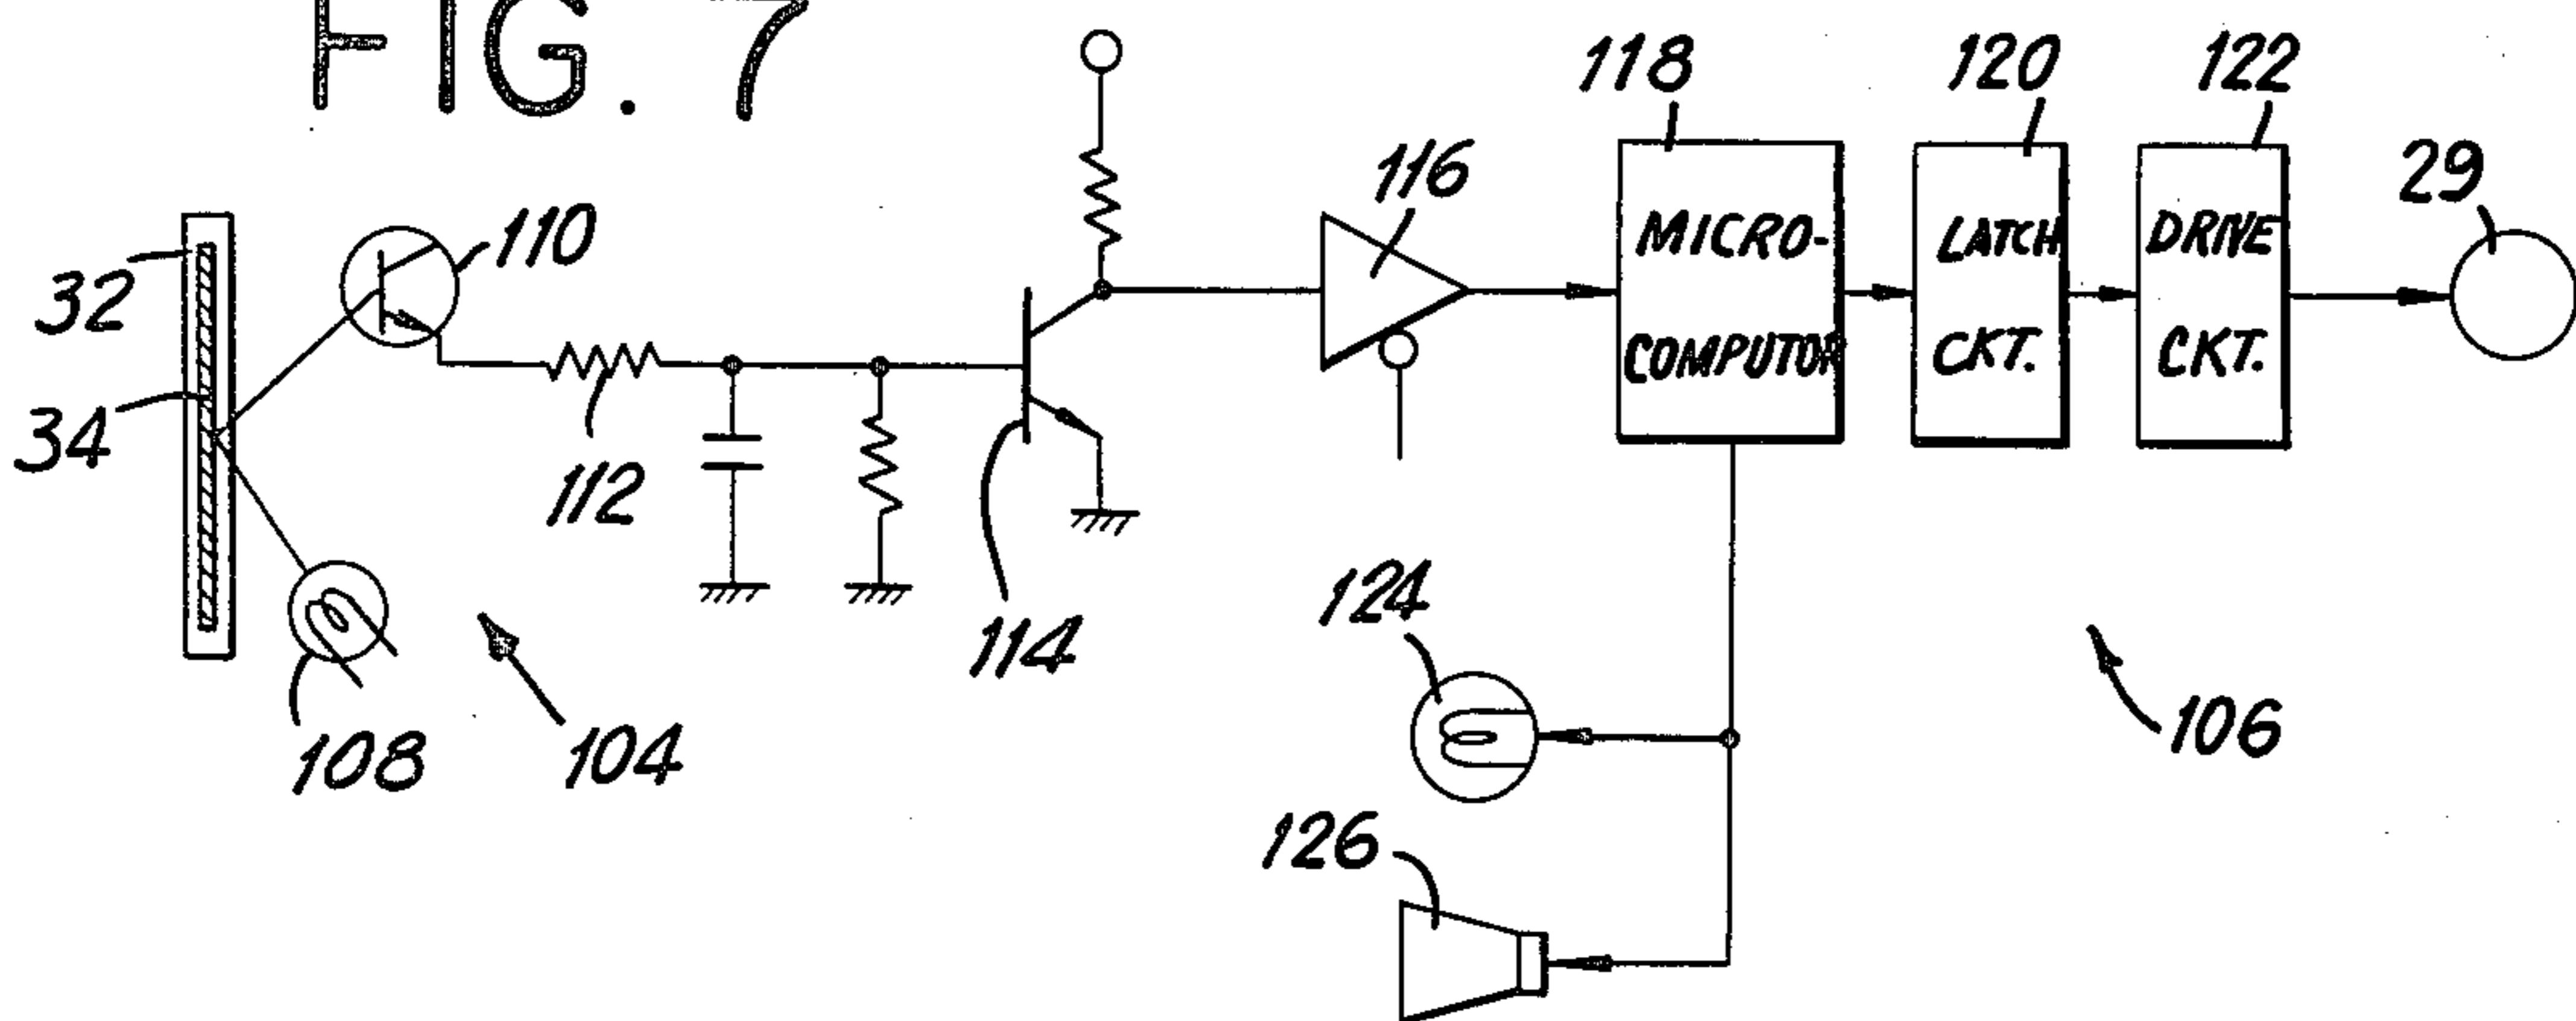 FIG. 7
118
120
122
116
29
110
32
MICRO-
COMPUTOR
LATCH
CKT.
DRIVE
CKT.
34
112
114
124
108
104
106
126